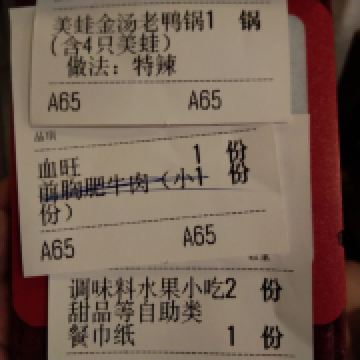 美蛙金汤老鸭锅1 锅
(含4只美蛙)
做法：特辣
A65 A65
品项
血旺 1 份
前胸肥牛肉（小1 份
份）
A65 A65
调味料水果小吃2 份
甜品等自助类
餐巾纸 1 份